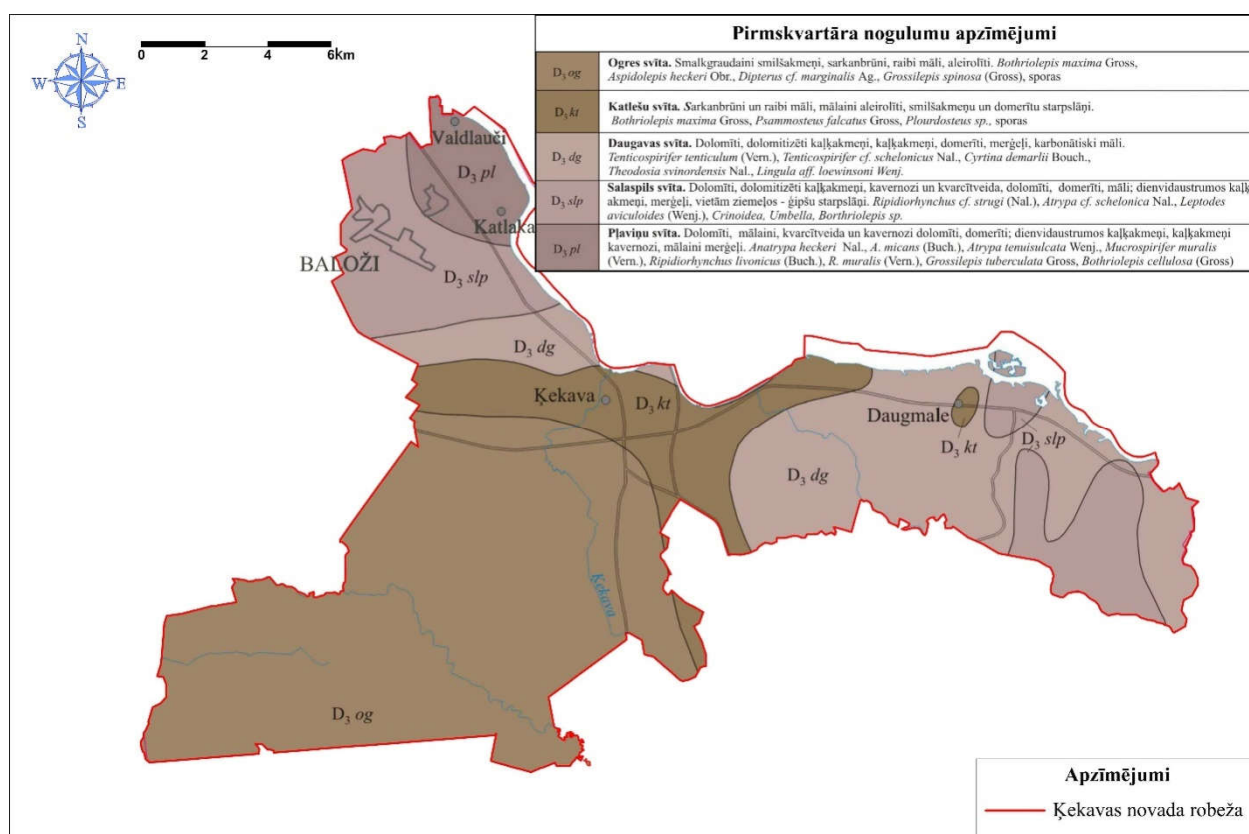 N
W E
S
0 2 4 6km
Pirmskvartāra nogulumu apzīmējumi
D3 og
Ogres svīta. Smalkgraudaini smilšakmeņi, sarkanbrūni, raibi māli, aleirolīti. Bothriolepis maxima Gross,
Aspidolepis heckeri Obr., Dipterus cf. marginalis Ag., Grossilepis spinosa (Gross), sporas
D3 kt
Katlešu svīta. Sarkanbrūni un raibi māli, mālaini aleirolīti, smilšakmeņu un domerītu starpslāņi.
Bothriolepis maxima Gross, Psammosteus falcatus Gross, Plourdosteus sp., sporas
D3 dg
Daugavas svīta. Dolomīti, dolomitizēti kaļķakmeņi, kaļķakmeņi, domerīti, merģeļi, karbonātiski māli.
Tenticospirifer tenticulum (Vern.), Tenticospirifer cf. schelonicus Nal., Cyrtina demarlii Bouch.,
Theodosia svinordensis Nal., Lingula aff. loewinsoni Wenj.
D3 slp
Salaspils svīta. Dolomīti, dolomitizēti kaļķakmeņi, kavernozi un kvarcītveida, dolomīti, domerīti, māli; dienvidaustrumos kaļķ
akmeņi, merģeļi, vietām ziemeļos - ģipšu starpslāņi. Ripidiorhynchus cf. strugi (Nal.), Atrypa cf. schelonica Nal., Leptodes
aviculoides (Wenj.), Crinoidea, Umbella, Borthriolepis sp.
D3 pl
Pļaviņu svīta. Dolomīti, mālaini, kvarcītveida un kavernozi dolomīti, domerīti; dienvidaustrumos kaļķakmeņi, kaļķakmeņi
kavernozi, mālaini merģeļi. Anatrypa heckeri Nal., A. micans (Buch.), Atrypa tenuisulcata Wenj., Mucrospirifer muralis
(Vern.), Ripidiorhynchus livonicus (Buch.), R. muralis (Vern.), Grossilepis tuberculata Gross, Bothriolepis cellulosa (Gross)
Valdlauči
D3 pl
Katlakalns
BALOŽI
D3 slp
D3 dg
Ķekava
D3 kt
Daugmale
D3 kt
D3 slp
D3 dg
Ķekava
D3 og
Apzīmējumi
Ķekavas novada robeža